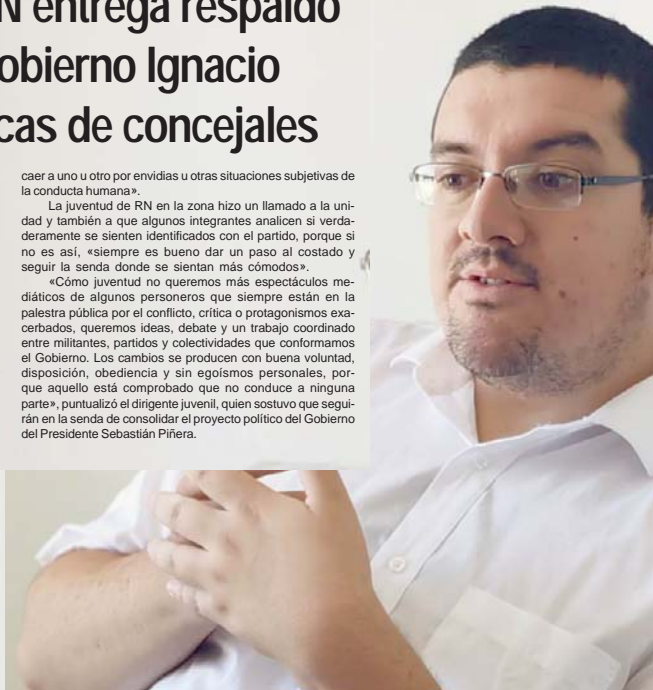 N entrega respaldo
obierno Ignacio
cas de concejales
caer a uno u otro por envidias u otras situaciones subjetivas de
la conducta humana».
La juventud de RN en la zona hizo un llamado a la uni-
dad y también a que algunos integrantes analicen si verda-
deramente se sienten identificados con el partido, porque si
no es así, «siempre es bueno dar un paso al costado y
seguir la senda donde se sientan más cómodos».
«Cómo juventud no queremos más espectáculos me-
diáticos de algunos personeros que siempre están en la
palestra pública por el conflicto, crítica o protagonismos exa-
cerbados, queremos ideas, debate y un trabajo coordinado
entre militantes, partidos y colectividades que conformamos
el Gobierno. Los cambios se producen con buena voluntad,
disposición, obediencia y sin egoísmos personales, por-
que aquello está comprobado que no conduce a ninguna
parte», puntualizó el dirigente juvenil, quien sostuvo que segui-
rán en la senda de consolidar el proyecto político del Gobierno
del Presidente Sebastián Piñera.